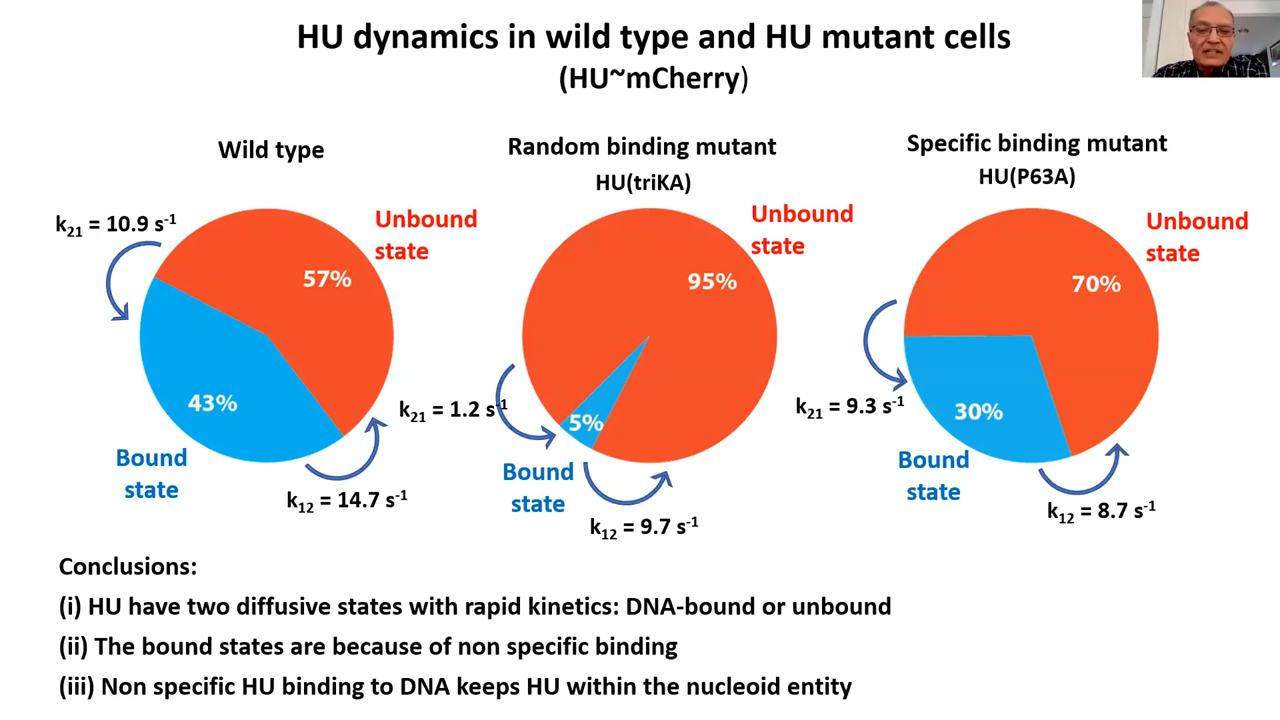 HU dynamics in wild type and HU mutant cells
(HU~mCherry)
Wild type
k21 = 10.9 s-1
Unbound
state
57%
43%
Bound
state
k12 = 14.7 s-1
Random binding mutant
HU(triKA)
Unbound
state
95%
k21 = 1.2 s-1
5%
Bound
state
k12 = 9.7 s-1
Specific binding mutant
HU(P63A)
Unbound
state
70%
k21 = 9.3 s-1
30%
Bound
state
k12 = 8.7 s-1
Conclusions:
(i) HU have two diffusive states with rapid kinetics: DNA-bound or unbound
(ii) The bound states are because of non specific binding
(iii) Non specific HU binding to DNA keeps HU within the nucleoid entity